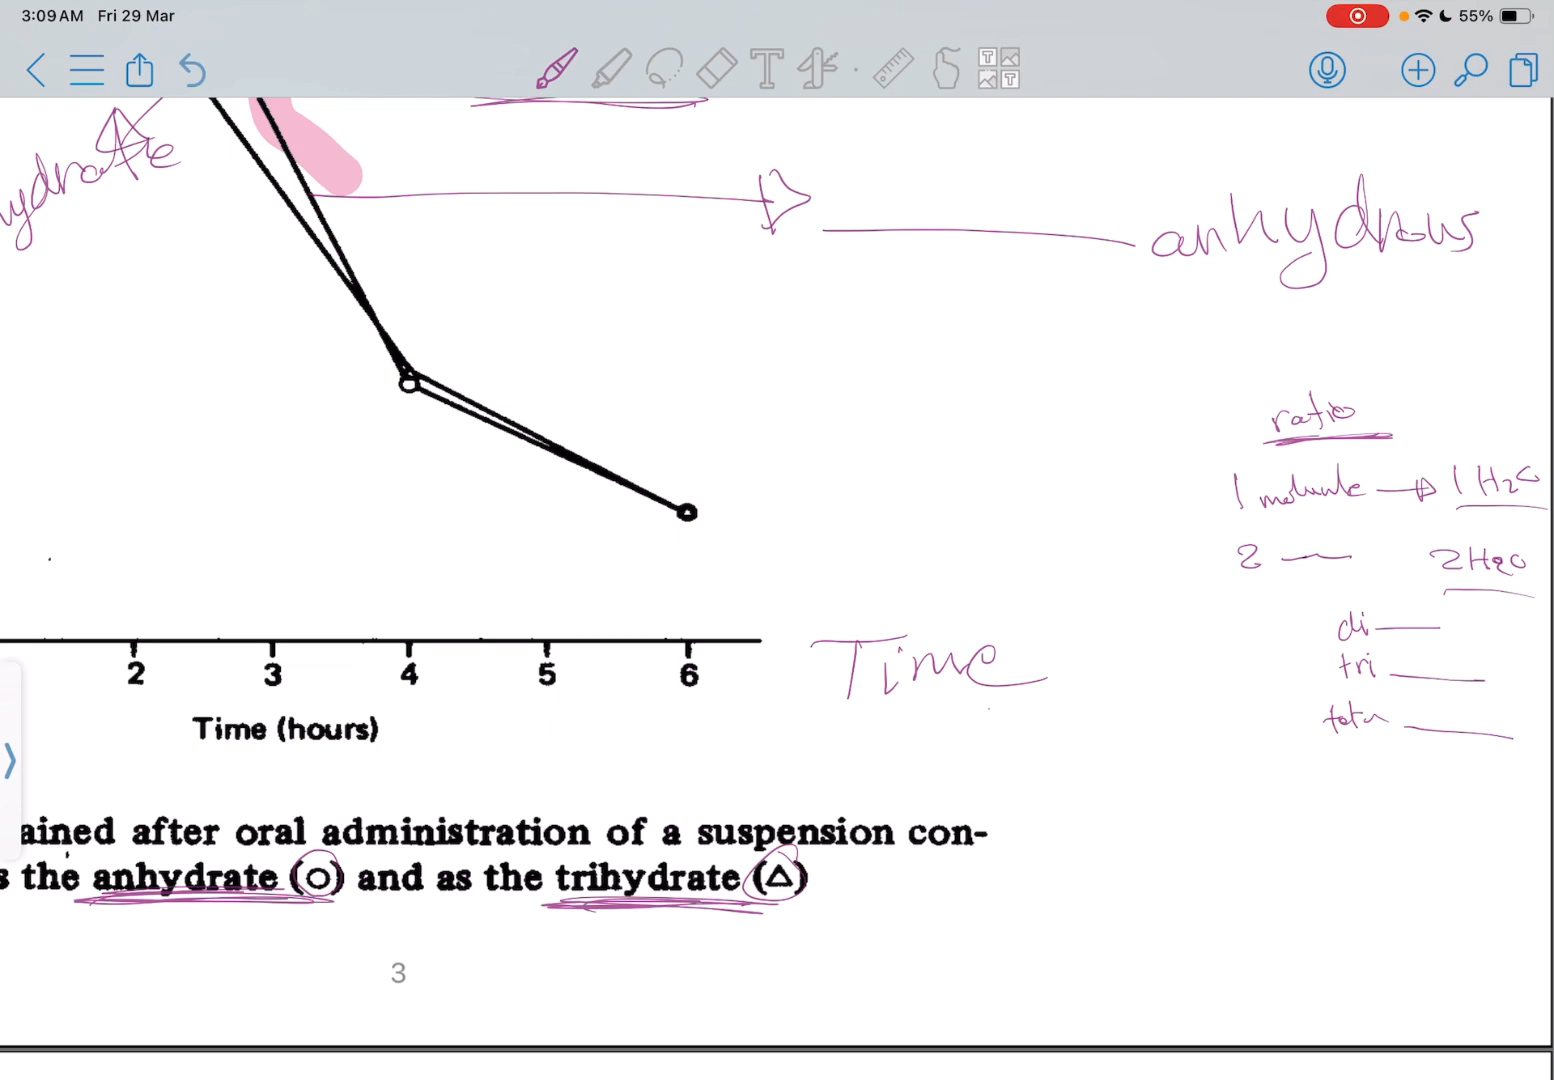 3:09 AM Fri 29 Mar
55%
ydrate
anhydrous
ratio
1 molecule → 1 H2O
2 — 2H2O
di —
tri —
2 3 4 5 6
Time
Time (hours)
ained after oral administration of a suspension con-
s the anhydrate (○) and as the trihydrate (△)
3